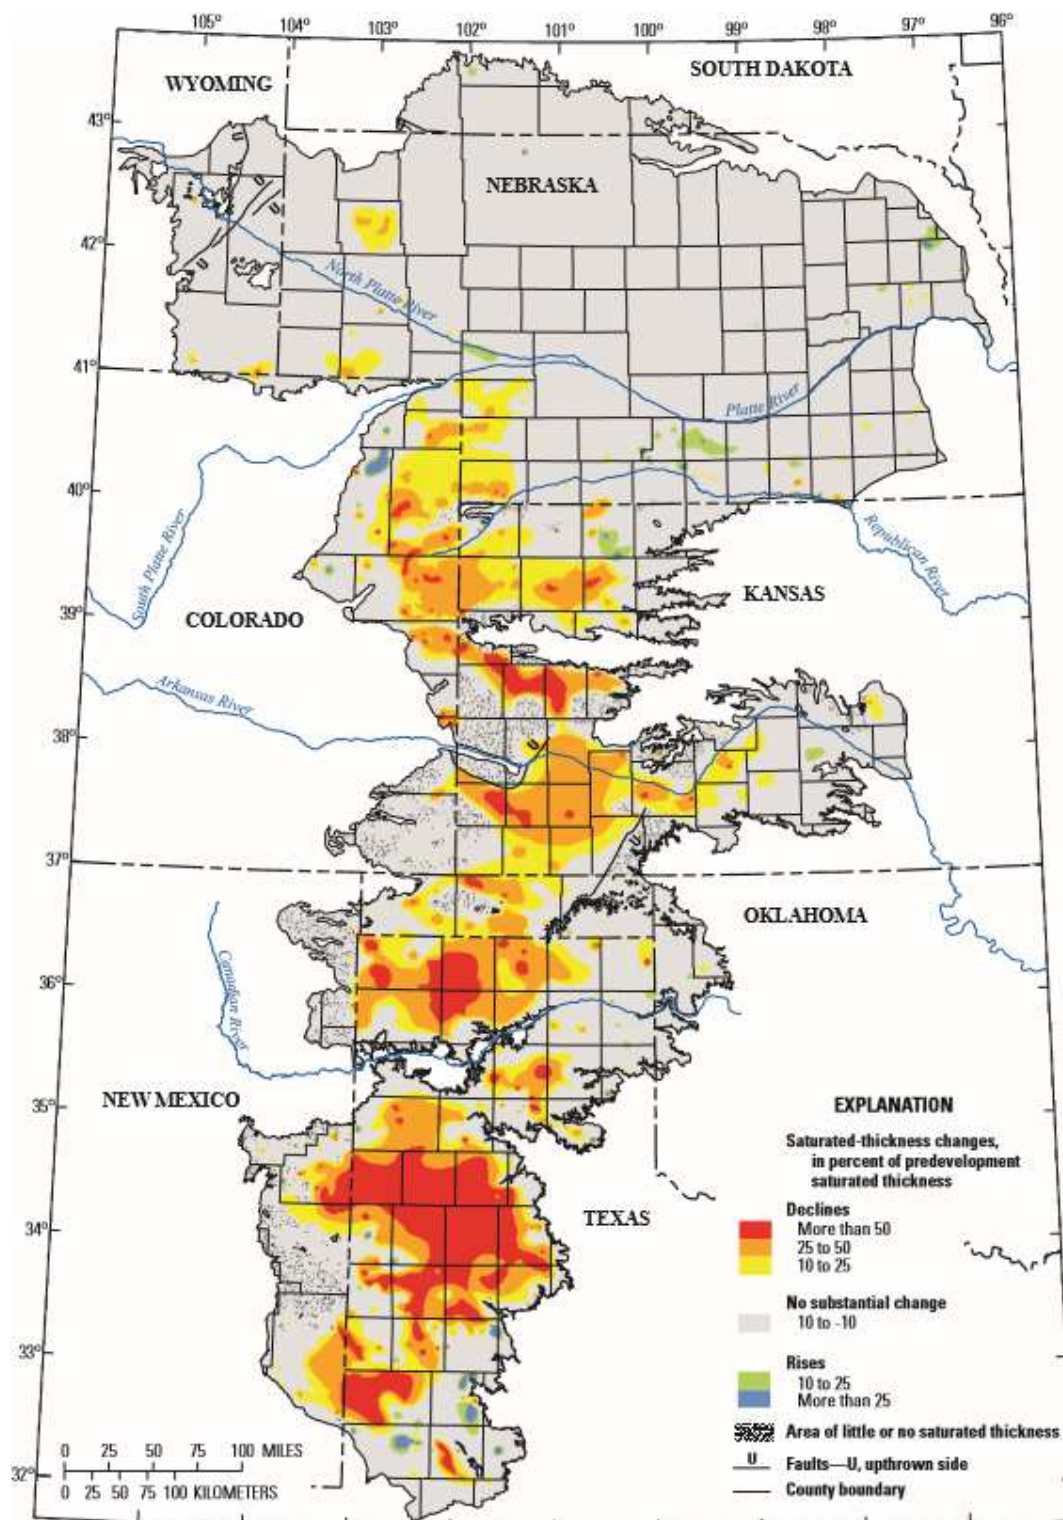 105° 104° 103° 102° 101° 100° 99° 98° 97° 96°
WYOMING
SOUTH DAKOTA
43°
U
NEBRASKA
U
U
42°
U
North Platte River
41°
Platte River
40°
U
U
South Platte River
Republican River
KANSAS
COLORADO
39°
Arkansas River
38°
U
U
37°
OKLAHOMA
36°
Canadian River
NEW MEXICO
35°
TEXAS
34°
33°
32°
0 25 50 75 100 MILES
0 25 50 75 100 KILOMETERS
EXPLANATION
Saturated-thickness changes,
in percent of predevelopment
saturated thickness
Declines
More than 50
25 to 50
10 to 25
No substantial change
10 to -10
Rises
10 to 25
More than 25
Area of little or no saturated thickness
U Faults—U, upthrown side
County boundary